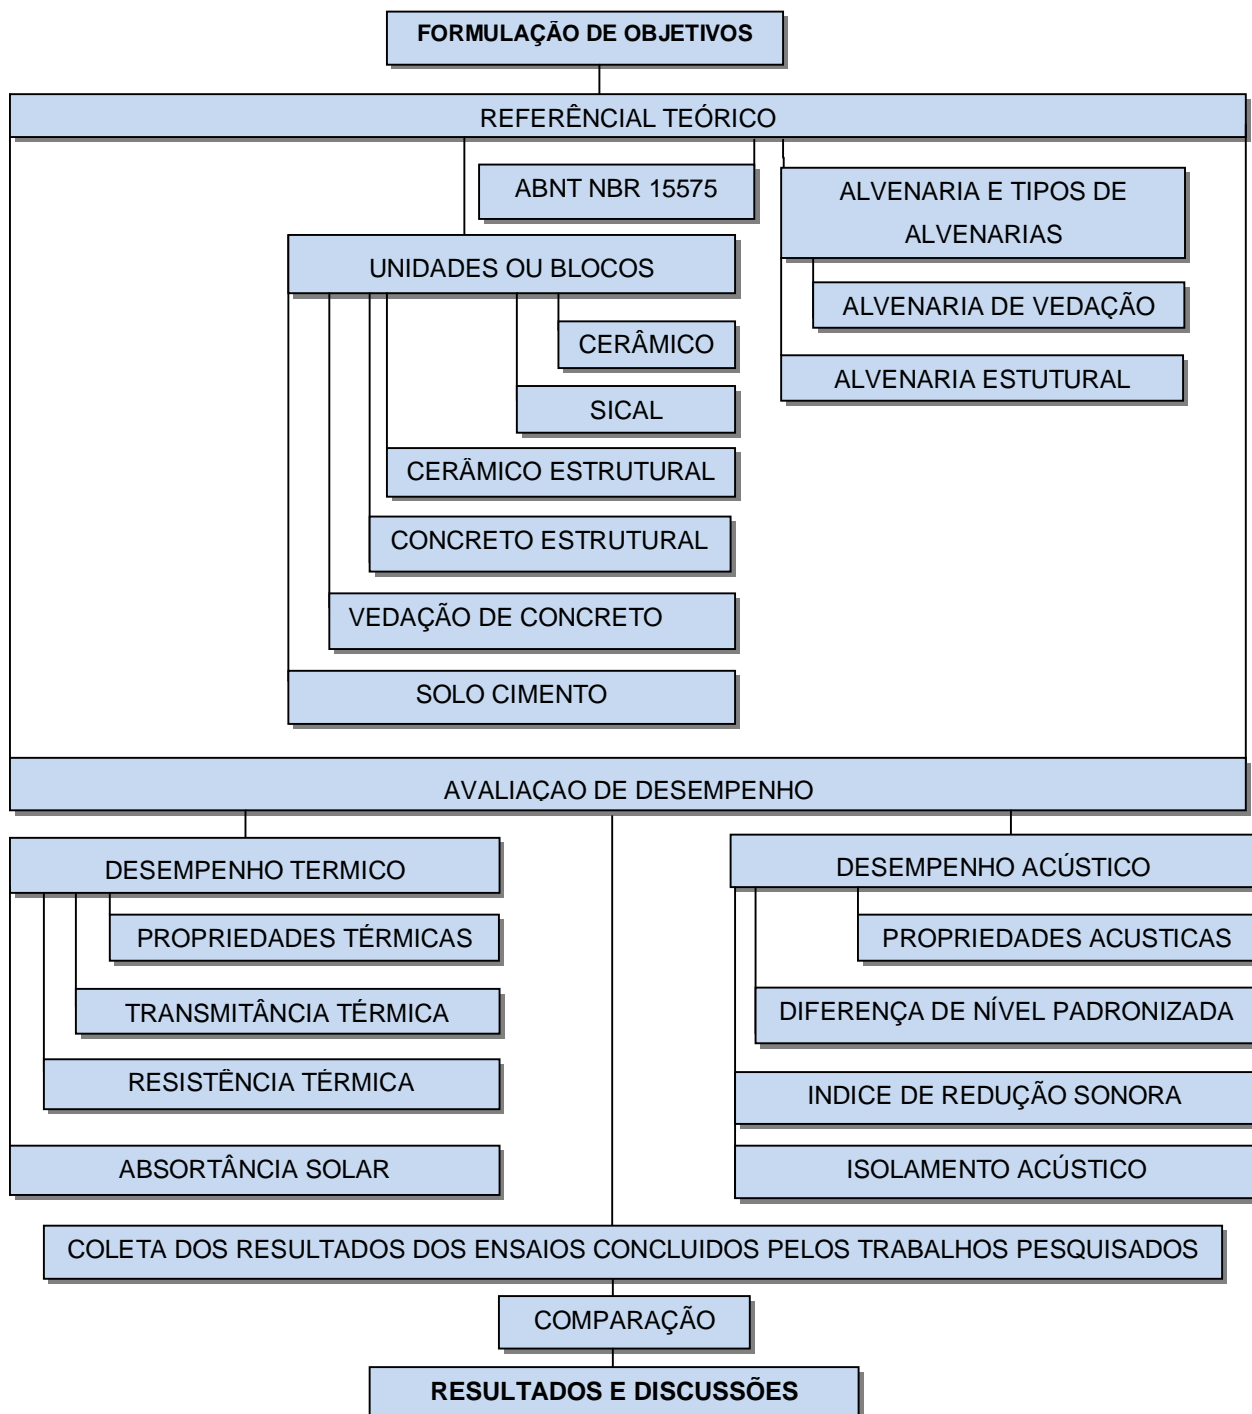 FORMULAÇÃO DE OBJETIVOS
REFERÊNCIAL TEÓRICO
ABNT NBR 15575
ALVENARIA E TIPOS DE
ALVENARIAS
UNIDADES OU BLOCOS
ALVENARIA DE VEDAÇÃO
CERÂMICO
ALVENARIA ESTUTURAL
SICAL
CERÂMICO ESTRUTURAL
CONCRETO ESTRUTURAL
VEDAÇÃO DE CONCRETO
SOLO CIMENTO
AVALIAÇAO DE DESEMPENHO
DESEMPENHO TERMICO
DESEMPENHO ACÚSTICO
PROPRIEDADES TÉRMICAS
PROPRIEDADES ACUSTICAS
TRANSMITÂNCIA TÉRMICA
DIFERENÇA DE NÍVEL PADRONIZADA
RESISTÊNCIA TÉRMICA
INDICE DE REDUÇÃO SONORA
ABSORTÂNCIA SOLAR
ISOLAMENTO ACÚSTICO
COLETA DOS RESULTADOS DOS ENSAIOS CONCLUIDOS PELOS TRABALHOS PESQUISADOS
COMPARAÇÃO
RESULTADOS E DISCUSSÕES